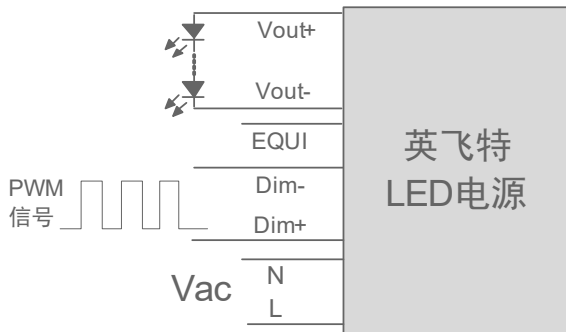 Vout+
Vout-
EQUI
PWM
信号
Dim-
Dim+
Vac
N
L
英飞特
LED电源